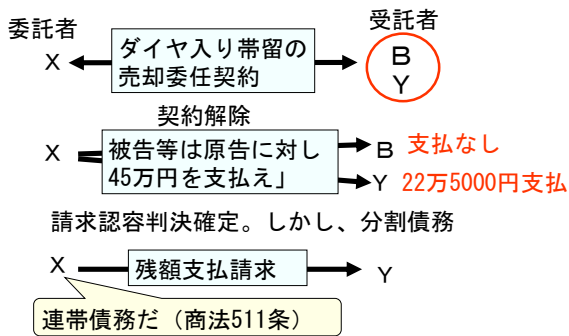 委託者
受託者
X
ダイヤ入り帯留の
売却委任契約
B
Y
契約解除
X
被告等は原告に対し
45万円を支払え」
B 支払なし
Y 22万5000円支払
請求認容判決確定。しかし、分割債務
X
残額支払請求
Y
連帯債務だ（商法511条）